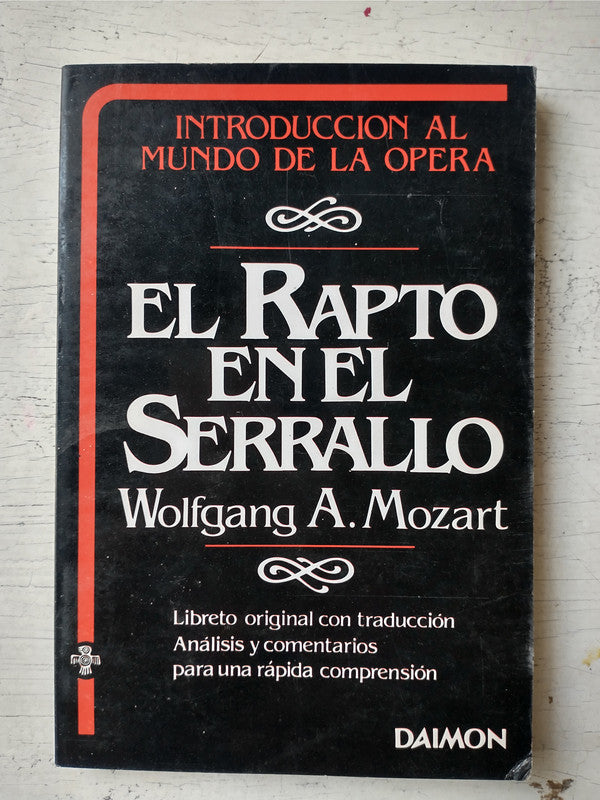 INTRODUCCION AL
MUNDO DE LA OPERA
EL RAPTO
EN EL
SERRALLO
Wolfgang A. Mozart
Libreto original con traducción
Análisis y comentarios
para una rápida comprensión
DAIMON